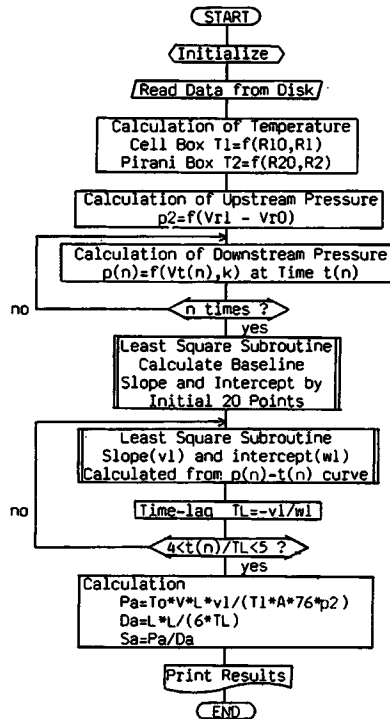 START
Initialize
Read Data from Disk
Calculation of Temperature
Cell Box T1=f(R10,R1)
Pirani Box T2=f(R20,R2)
Calculation of Upstream Pressure
p2=f(Vr1 - Vr0)
Calculation of Downstream Pressure
p(n)=f(Vt(n),k) at Time t(n)
no
n times ?
yes
Least Square Subroutine
Calculate Baseline
Slope and Intercept by
Initial 20 Points
Least Square Subroutine
Slope(v1) and intercept(w1)
Calculated from p(n)-t(n) curve
no
Time-lag TL=-v1/w1
4<t(n)/TL<5 ?
yes
Calculation
Pa=To*V*L*v1/(T1*A*76*p2)
Da=L*L/(6*TL)
Sa=Pa/Da
Print Results
END